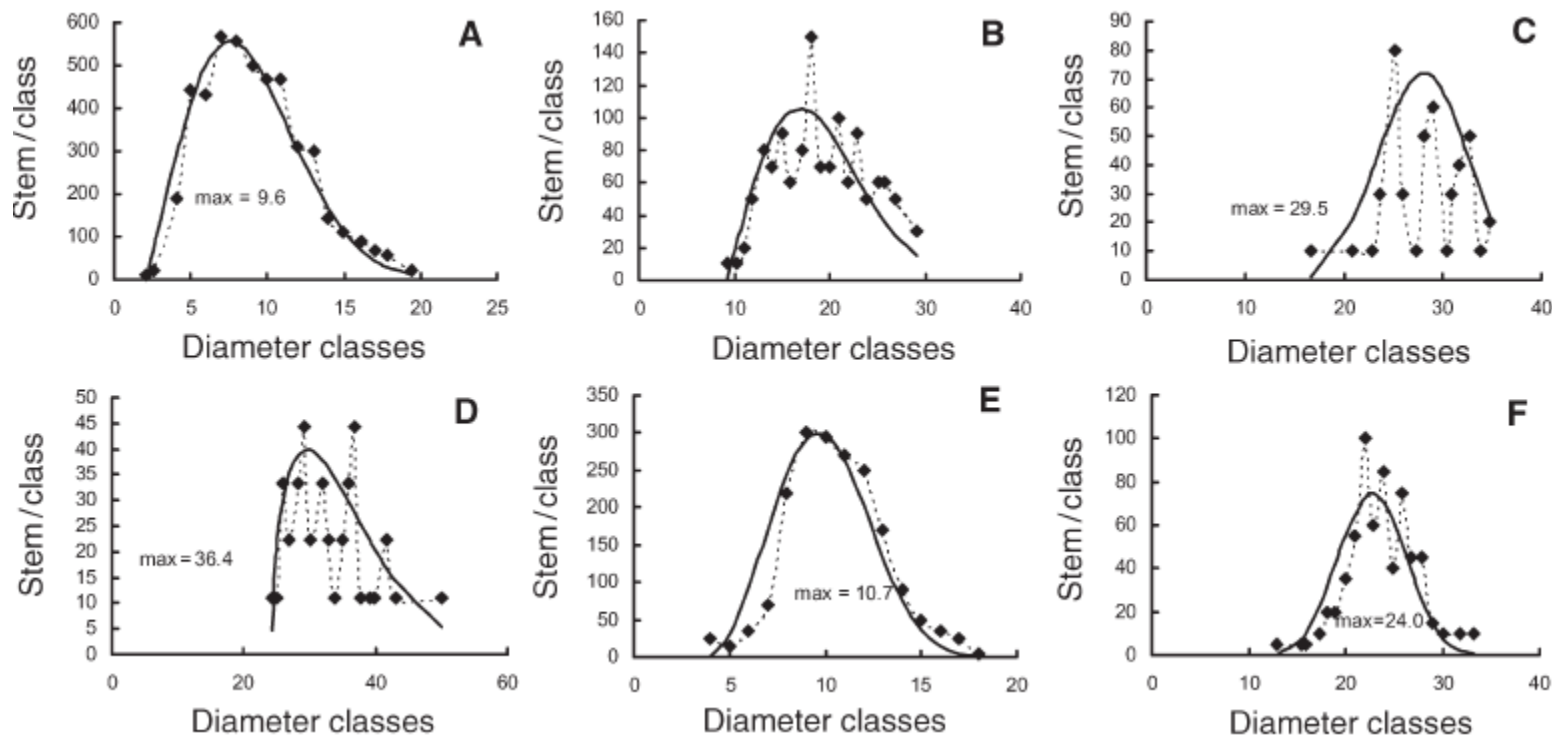 A
Stem/class
600
500
400
300
200
100
0
max = 9.6
0 5 10 15 20 25
Diameter classes
B
Stem/class
160
140
120
100
80
60
40
20
0
0 10 20 30 40
Diameter classes
C
Stem/class
90
80
70
60
50
40
30
20
10
0
max = 29.5
0 10 20 30 40
Diameter classes
D
Stem/class
50
45
40
35
30
25
20
15
10
5
0
max = 36.4
0 20 40 60
Diameter classes
E
Stem/class
350
300
250
200
150
100
50
0
max = 10.7
0 5 10 15 20
Diameter classes
F
Stem/class
120
100
80
60
40
20
0
max=24.0
0 10 20 30 40
Diameter classes